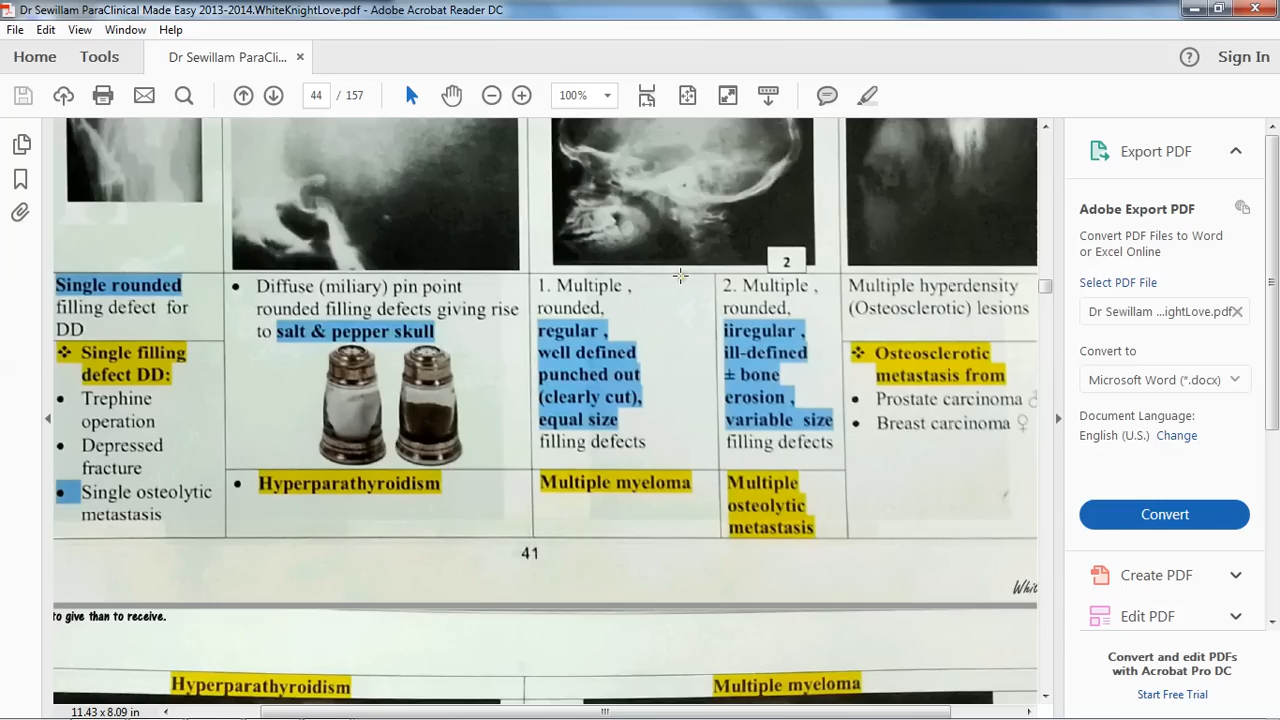 Dr Sewillam ParaClinical Made Easy 2013-2014.WhiteKnightLove.pdf - Adobe Acrobat Reader DC
File Edit View Window Help
Home Tools Dr Sewillam ParaCli... × Sign In
44 / 157 100%
2
Single rounded
filling defect for
DD
❖ Single filling
defect DD:
• Trephine
operation
• Depressed
fracture
• Single osteolytic
metastasis
• Diffuse (miliary) pin point
rounded filling defects giving rise
to salt & pepper skull
• Hyperparathyroidism
1. Multiple ,
rounded,
regular ,
well defined
punched out
(clearly cut),
equal size
filling defects
Multiple myeloma
2. Multiple ,
rounded,
iiregular ,
ill-defined
± bone
erosion ,
variable size
filling defects
Multiple
osteolytic
metastasis
Multiple hyperdensity
(Osteosclerotic) lesions
❖ Osteosclerotic
metastasis from
• Prostate carcinoma ♂
• Breast carcinoma ♀
41
to give than to receive.
Hyperparathyroidism
Multiple myeloma
11.43 x 8.09 in
Export PDF
Adobe Export PDF
Convert PDF Files to Word
or Excel Online
Select PDF File
Dr Sewillam ...ightLove.pdf ×
Convert to
Microsoft Word (*.docx)
Document Language:
English (U.S.) Change
Convert
Create PDF
Edit PDF
Convert and edit PDFs
with Acrobat Pro DC
Start Free Trial